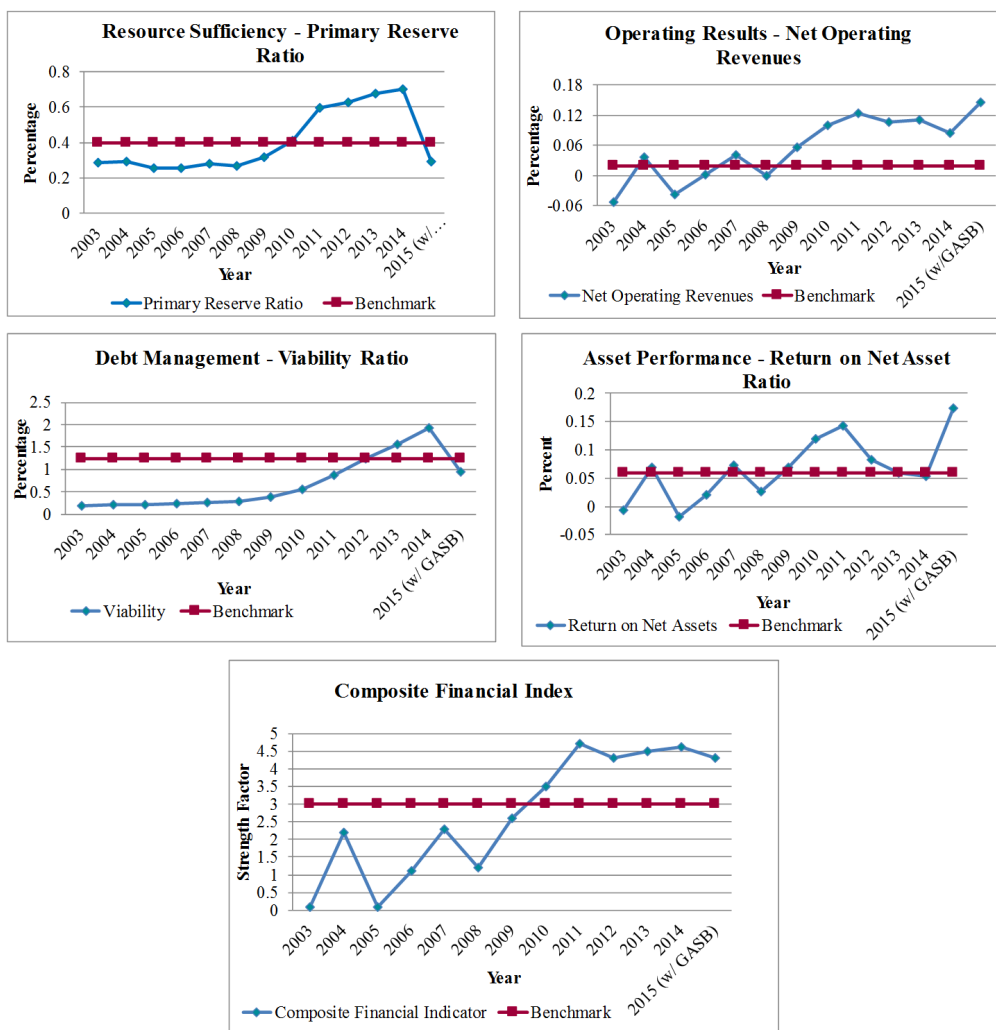 Resource Sufficiency - Primary Reserve
Ratio
Percentage
0.8
0.6
0.4
0.2
0
2003
2004
2005
2006
2007
2008
2009
2010
2011
2012
2013
2014
2015 (w/...
Year
Primary Reserve Ratio
Benchmark
Operating Results - Net Operating
Revenues
Percentage
0.18
0.12
0.06
0
-0.06
2003
2004
2005
2006
2007
2008
2009
2010
2011
2012
2013
2014
2015 (w/GASB)
Year
Net Operating Revenues
Benchmark
Debt Management - Viability Ratio
Percentage
2.5
2
1.5
1
0.5
0
2003
2004
2005
2006
2007
2008
2009
2010
2011
2012
2013
2014
2015 (w/ GASB)
Year
Viability
Benchmark
Asset Performance - Return on Net Asset
Ratio
Percent
0.2
0.15
0.1
0.05
0
-0.05
2003
2004
2005
2006
2007
2008
2009
2010
2011
2012
2013
2014
2015 (w/ GASB)
Year
Return on Net Assets
Benchmark
Composite Financial Index
Strength Factor
5
4.5
4
3.5
3
2.5
2
1.5
1
0.5
0
2003
2004
2005
2006
2007
2008
2009
2010
2011
2012
2013
2014
2015 (w/ GASB)
Year
Composite Financial Indicator
Benchmark